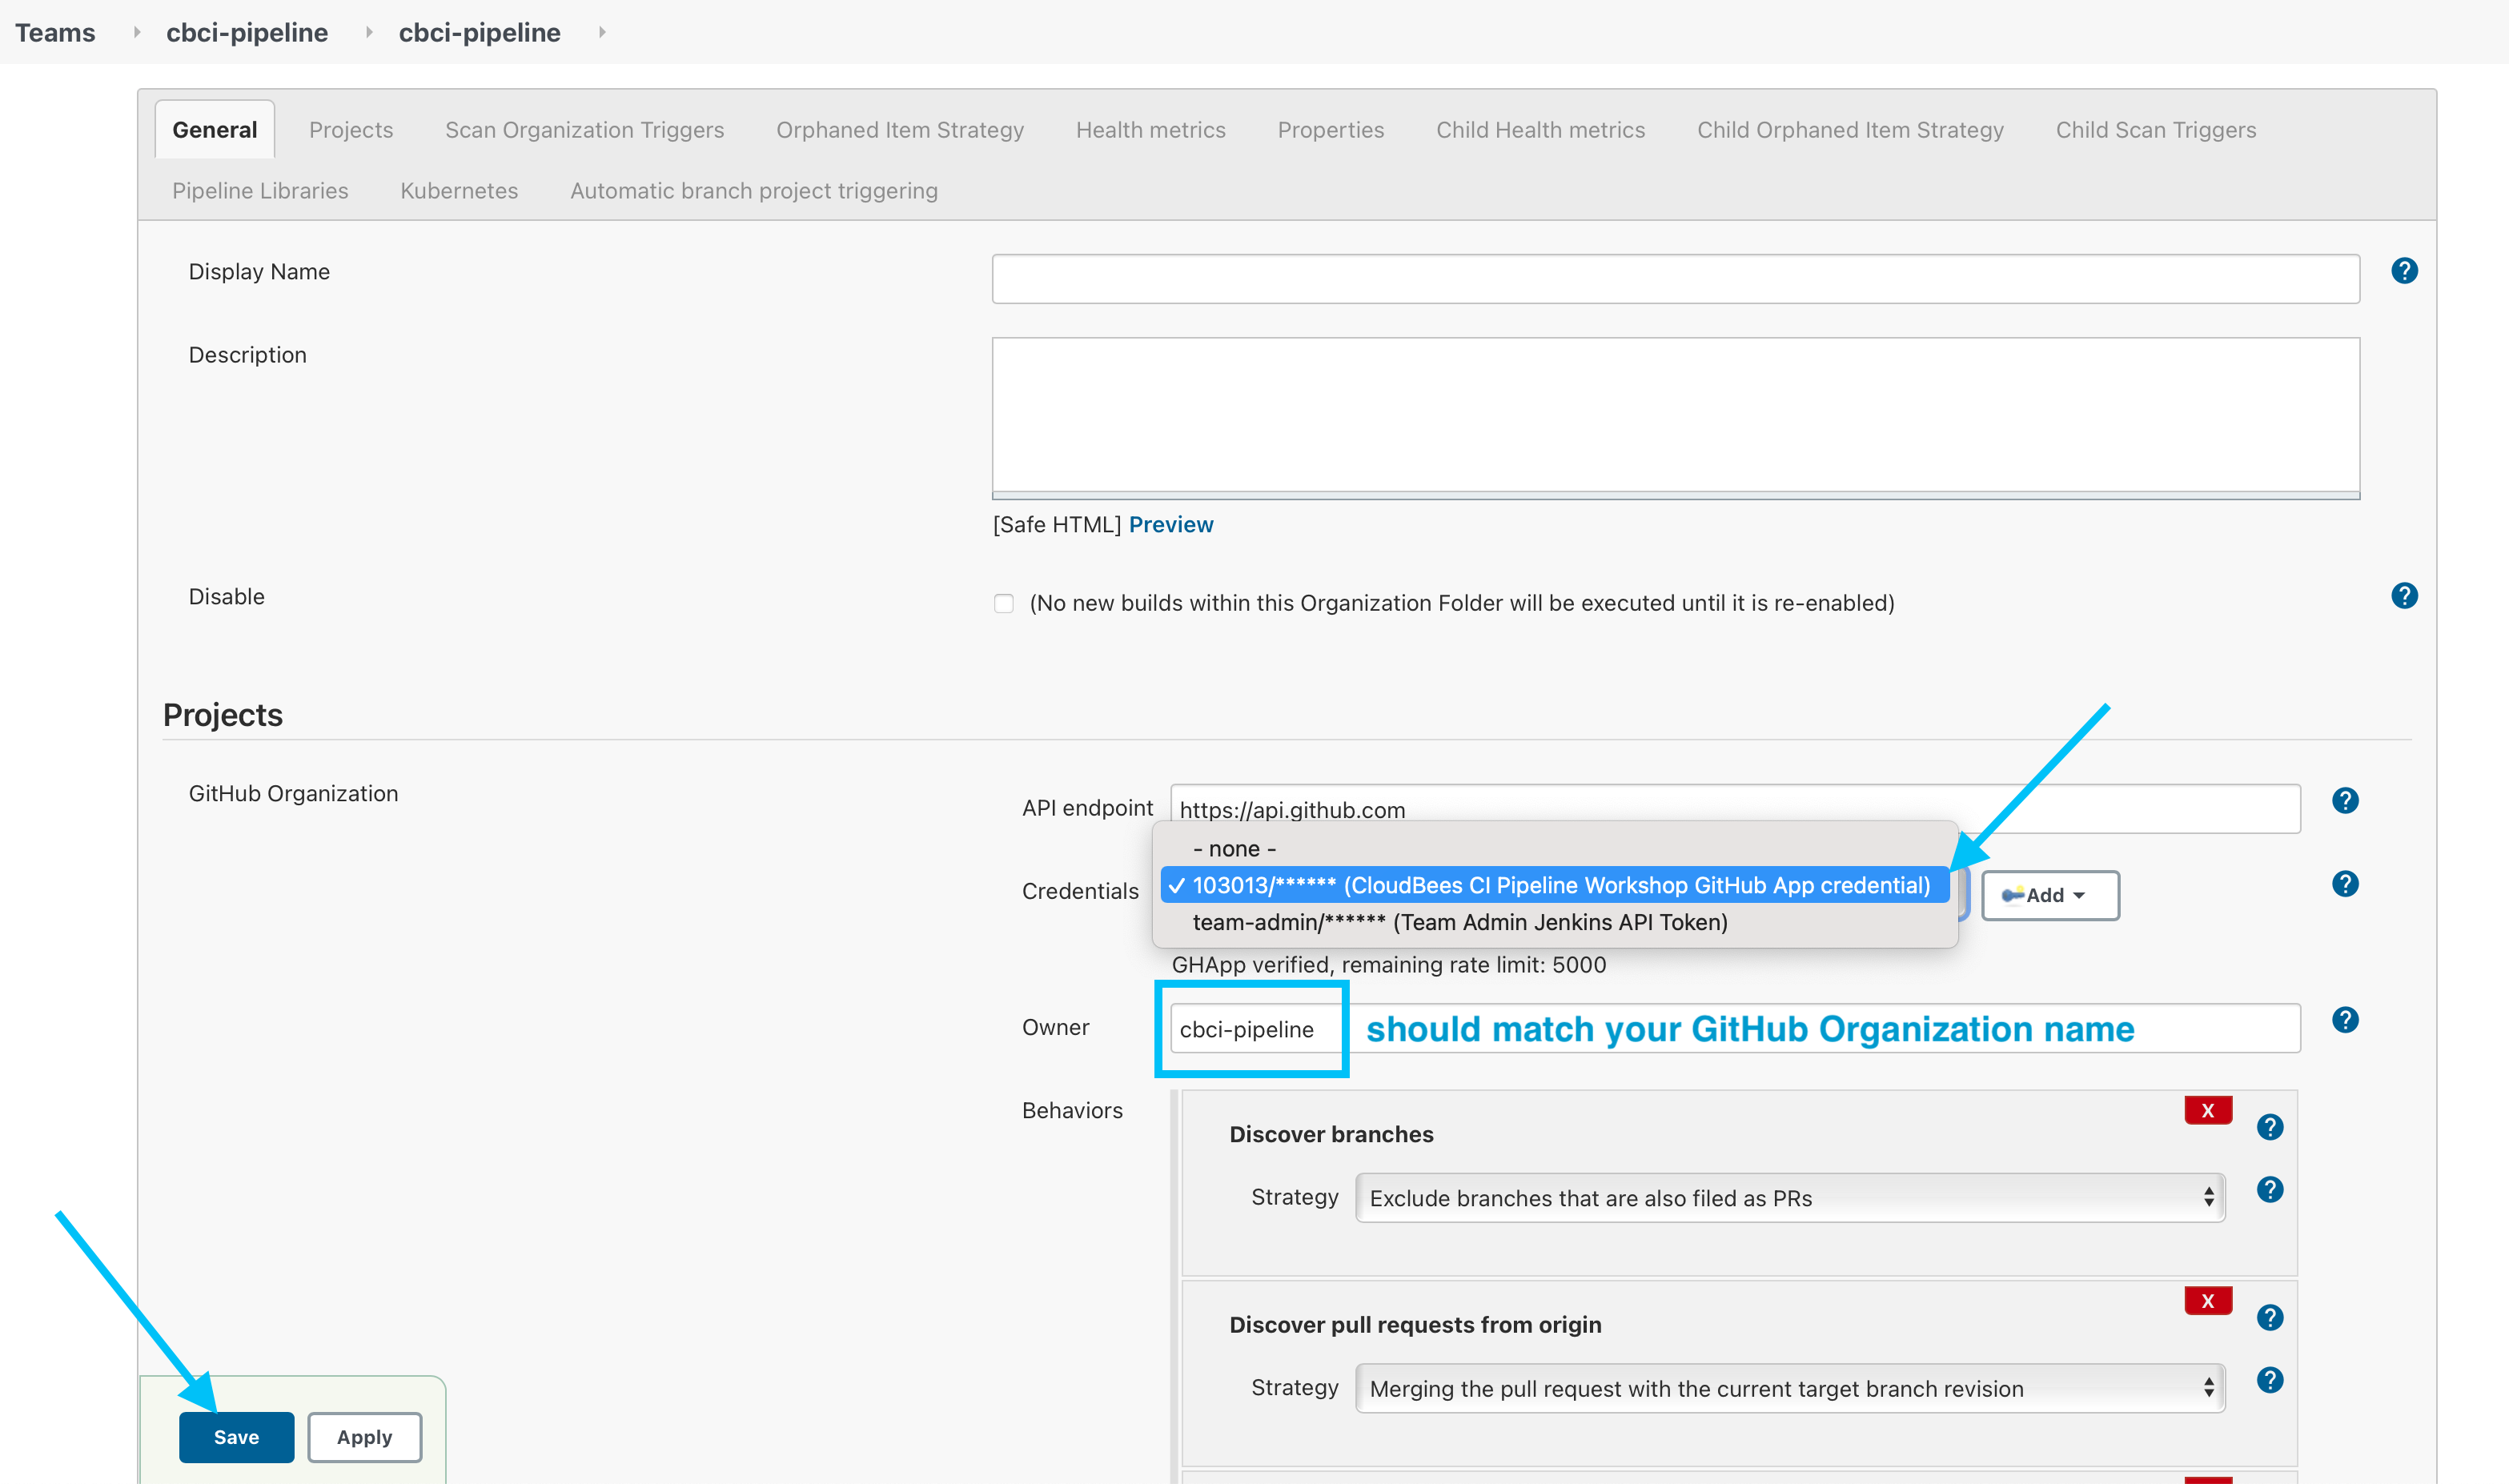 Teams cbci-pipeline cbci-pipeline
General Projects Scan Organization Triggers Orphaned Item Strategy Health metrics Properties Child Health metrics Child Orphaned Item Strategy Child Scan Triggers
Pipeline Libraries Kubernetes Automatic branch project triggering
Display Name ?
Description
[Safe HTML] Preview
Disable (No new builds within this Organization Folder will be executed until it is re-enabled) ?
Projects
GitHub Organization API endpoint https://api.github.com ?
- none -
Credentials ✓ 103013/****** (CloudBees CI Pipeline Workshop GitHub App credential) Add ?
team-admin/****** (Team Admin Jenkins API Token)
GHApp verified, remaining rate limit: 5000
Owner cbci-pipeline should match your GitHub Organization name ?
Behaviors X
Discover branches ?
Strategy Exclude branches that are also filed as PRs ?
X
Discover pull requests from origin ?
Strategy Merging the pull request with the current target branch revision ?
Save Apply